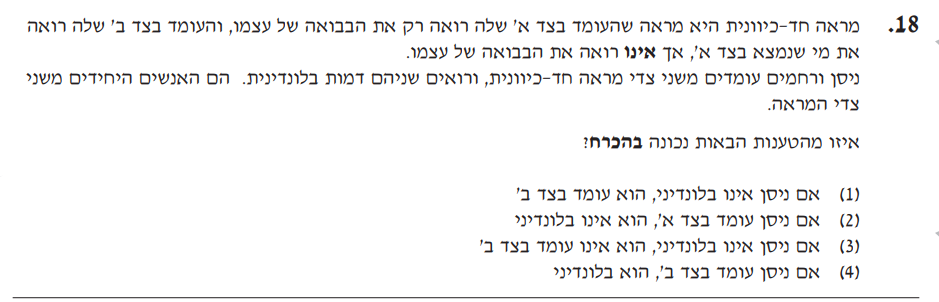 18. מראה חד-כיוונית היא מראה שהעומד בצד א' שלה רואה רק את הבבואה של עצמו, והעומד בצד ב' שלה רואה
את מי שנמצא בצד א', אך אינו רואה את הבבואה של עצמו.
ניסן ורחמים עומדים משני צדי מראה חד-כיוונית, ורואים שניהם דמות בלונדינית. הם האנשים היחידים משני
צדי המראה.
איזו מהטענות הבאות נכונה בהכרח?
(1) אם ניסן אינו בלונדיני, הוא עומד בצד ב'
(2) אם ניסן עומד בצד א', הוא אינו בלונדיני
(3) אם ניסן אינו בלונדיני, הוא אינו עומד בצד ב'
(4) אם ניסן עומד בצד ב', הוא בלונדיני